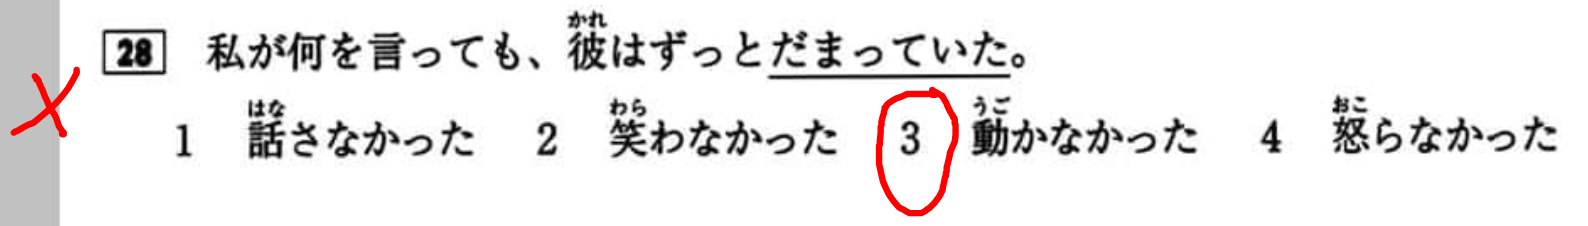 28 私が何を言っても、彼はずっとだまっていた。
1 話さなかった 2 笑わなかった 3 動かなかった 4 怒らなかった